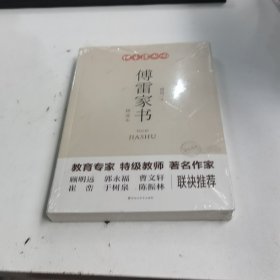 傅雷家书
JIASHU
教育专家 特级教师 著名作家
顾明远 郭永福 曹文轩
崔峦 于树泉 陈振林
联袂推荐